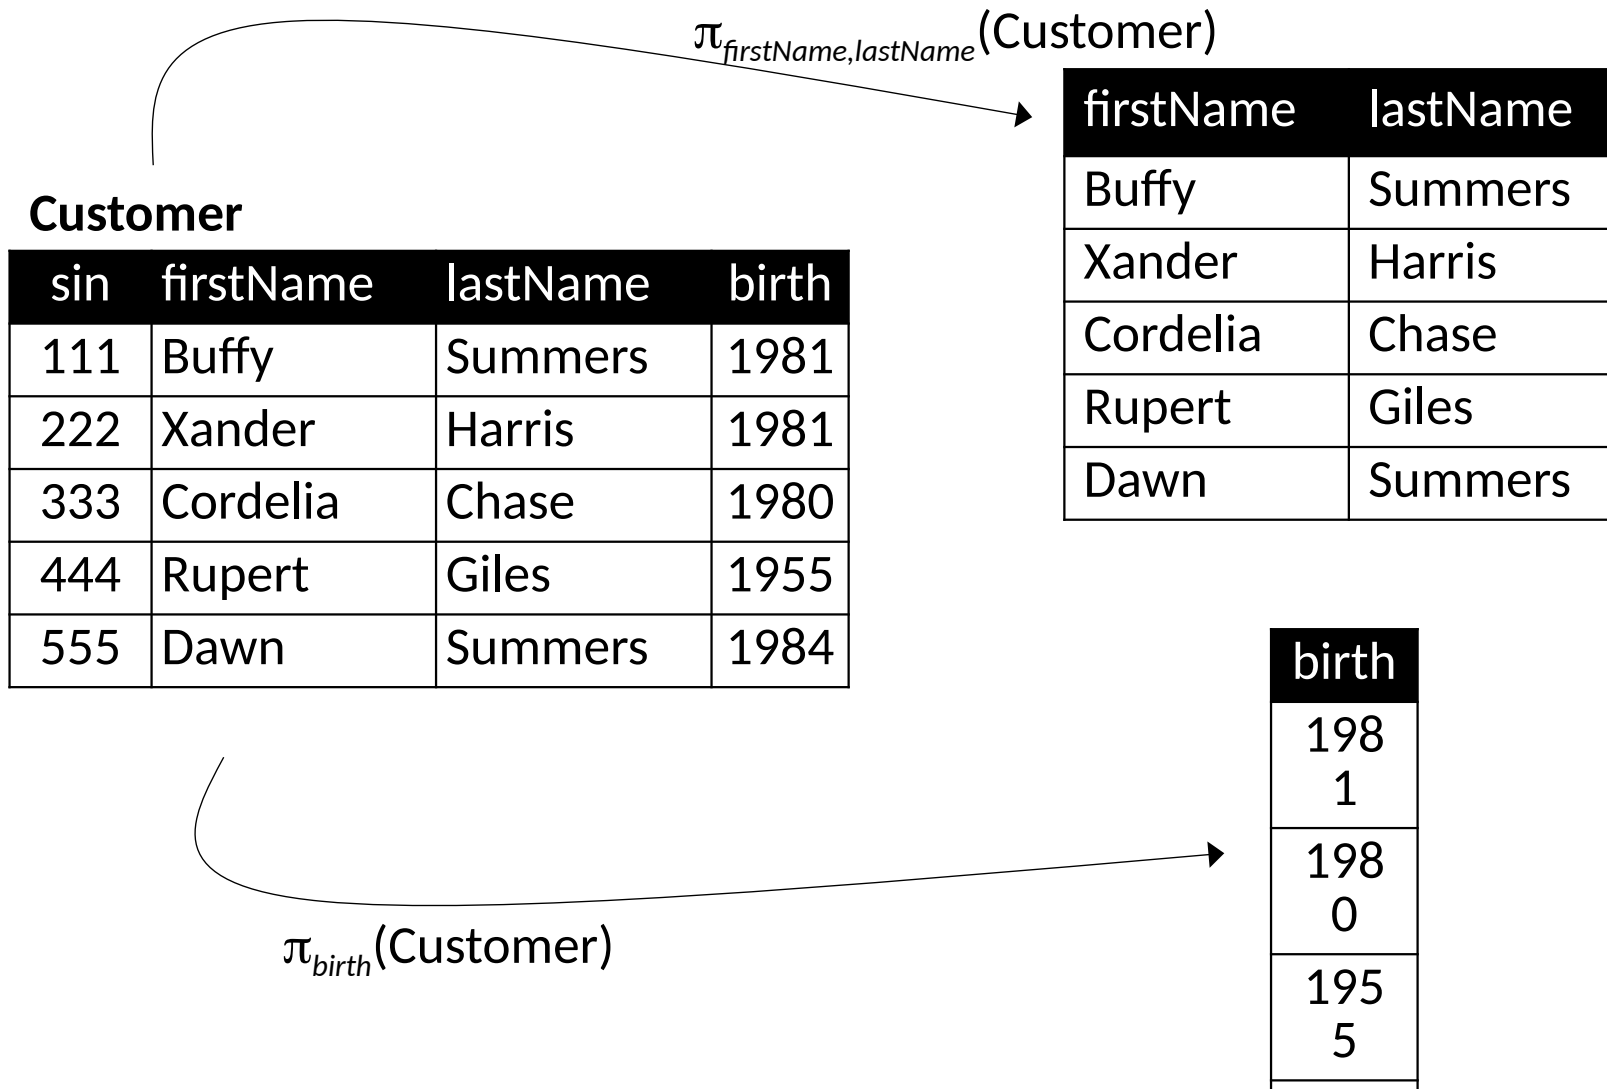 π firstName,lastName(Customer)
firstName lastName
Buffy Summers
Xander Harris
Cordelia Chase
Rupert Giles
Dawn Summers
Customer
sin firstName lastName birth
111 Buffy Summers 1981
222 Xander Harris 1981
333 Cordelia Chase 1980
444 Rupert Giles 1955
555 Dawn Summers 1984
π birth(Customer)
birth
198
1
198
0
195
5